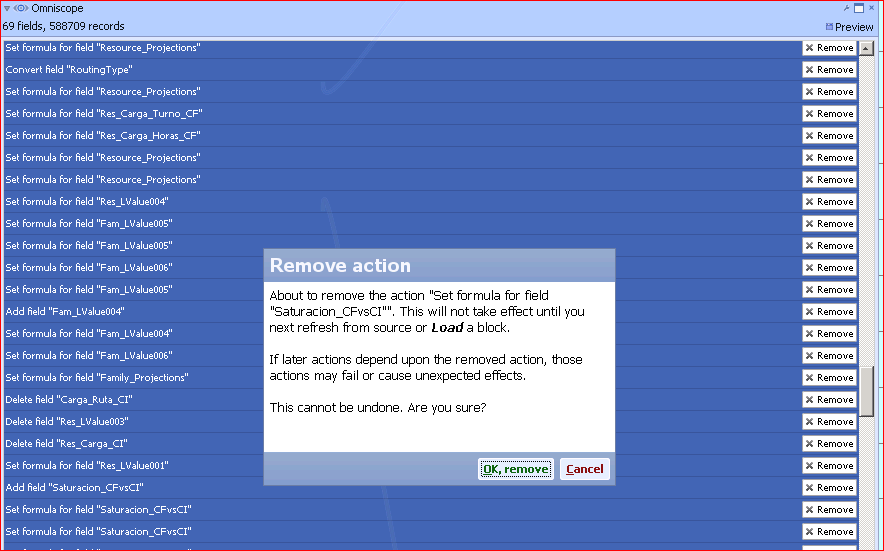 Omniscope
69 fields, 588709 records
Preview
Set formula for field "Resource_Projections" Remove
Convert field "RoutingType" Remove
Set formula for field "Resource_Projections" Remove
Set formula for field "Res_Carga_Turno_CF" Remove
Set formula for field "Res_Carga_Horas_CF" Remove
Set formula for field "Resource_Projections" Remove
Set formula for field "Resource_Projections" Remove
Set formula for field "Res_LValue004" Remove
Set formula for field "Fam_LValue005" Remove
Set formula for field "Fam_LValue005" Remove
Set formula for field "Fam_LValue006" Remove
Set formula for field "Fam_LValue005" Remove
Add field "Fam_LValue004" Remove
Set formula for field "Fam_LValue004" Remove
Set formula for field "Fam_LValue006" Remove
Set formula for field "Family_Projections" Remove
Delete field "Carga_Ruta_CI" Remove
Delete field "Res_LValue003" Remove
Delete field "Res_Carga_CI" Remove
Set formula for field "Res_LValue001" Remove
Add field "Saturacion_CFvsCI" Remove
Set formula for field "Saturacion_CFvsCI" Remove
Set formula for field "Saturacion_CFvsCI" Remove
Remove action
About to remove the action "Set formula for field
"Saturacion_CFvsCI"". This will not take effect until you
next refresh from source or Load a block.
If later actions depend upon the removed action, those
actions may fail or cause unexpected effects.
This cannot be undone. Are you sure?
OK, remove Cancel